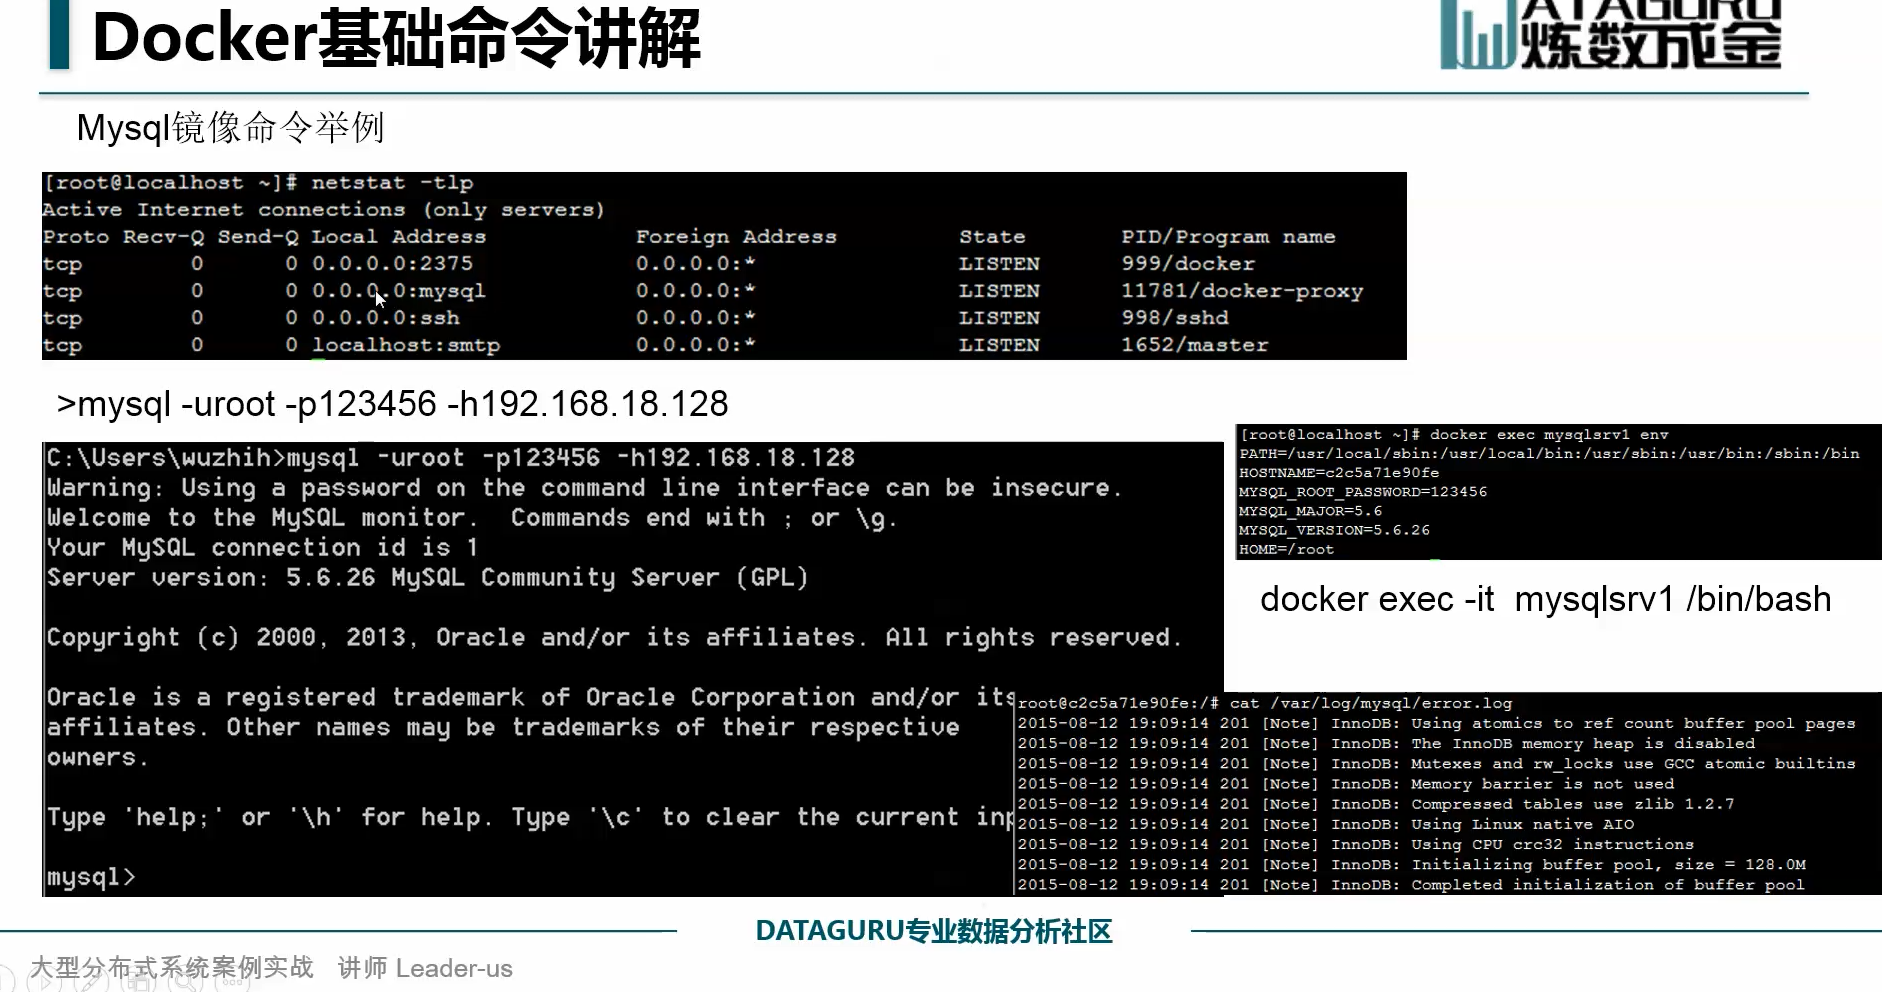 Docker基础命令讲解
ATAGURU
炼数成金
Mysql镜像命令举例
[root@localhost ~]# netstat -tlp
Active Internet connections (only servers)
Proto Recv-Q Send-Q Local Address Foreign Address State PID/Program name
tcp 0 0 0.0.0.0:2375 0.0.0.0:* LISTEN 999/docker
tcp 0 0 0.0.0.0:mysql 0.0.0.0:* LISTEN 11781/docker-proxy
tcp 0 0 0.0.0.0:ssh 0.0.0.0:* LISTEN 998/sshd
tcp 0 0 localhost:smtp 0.0.0.0:* LISTEN 1652/master
>mysql -uroot -p123456 -h192.168.18.128
C:\Users\wuzhih>mysql -uroot -p123456 -h192.168.18.128
Warning: Using a password on the command line interface can be insecure.
Welcome to the MySQL monitor.  Commands end with ; or \g.
Your MySQL connection id is 1
Server version: 5.6.26 MySQL Community Server (GPL)
Copyright (c) 2000, 2013, Oracle and/or its affiliates. All rights reserved.
Oracle is a registered trademark of Oracle Corporation and/or its
affiliates. Other names may be trademarks of their respective
owners.
Type 'help;' or '\h' for help. Type '\c' to clear the current inp
mysql>
[root@localhost ~]# docker exec mysqlsrv1 env
PATH=/usr/local/sbin:/usr/local/bin:/usr/sbin:/usr/bin:/sbin:/bin
HOSTNAME=c2c5a71e90fe
MYSQL_ROOT_PASSWORD=123456
MYSQL_MAJOR=5.6
MYSQL_VERSION=5.6.26
HOME=/root
docker exec -it  mysqlsrv1 /bin/bash
root@c2c5a71e90fe:/# cat /var/log/mysql/error.log
2015-08-12 19:09:14 201 [Note] InnoDB: Using atomics to ref count buffer pool pages
2015-08-12 19:09:14 201 [Note] InnoDB: The InnoDB memory heap is disabled
2015-08-12 19:09:14 201 [Note] InnoDB: Mutexes and rw_locks use GCC atomic builtins
2015-08-12 19:09:14 201 [Note] InnoDB: Memory barrier is not used
2015-08-12 19:09:14 201 [Note] InnoDB: Compressed tables use zlib 1.2.7
2015-08-12 19:09:14 201 [Note] InnoDB: Using Linux native AIO
2015-08-12 19:09:14 201 [Note] InnoDB: Using CPU crc32 instructions
2015-08-12 19:09:14 201 [Note] InnoDB: Initializing buffer pool, size = 128.0M
2015-08-12 19:09:14 201 [Note] InnoDB: Completed initialization of buffer pool
DATAGURU专业数据分析社区
大型分布式系统案例实战 讲师 Leader-us